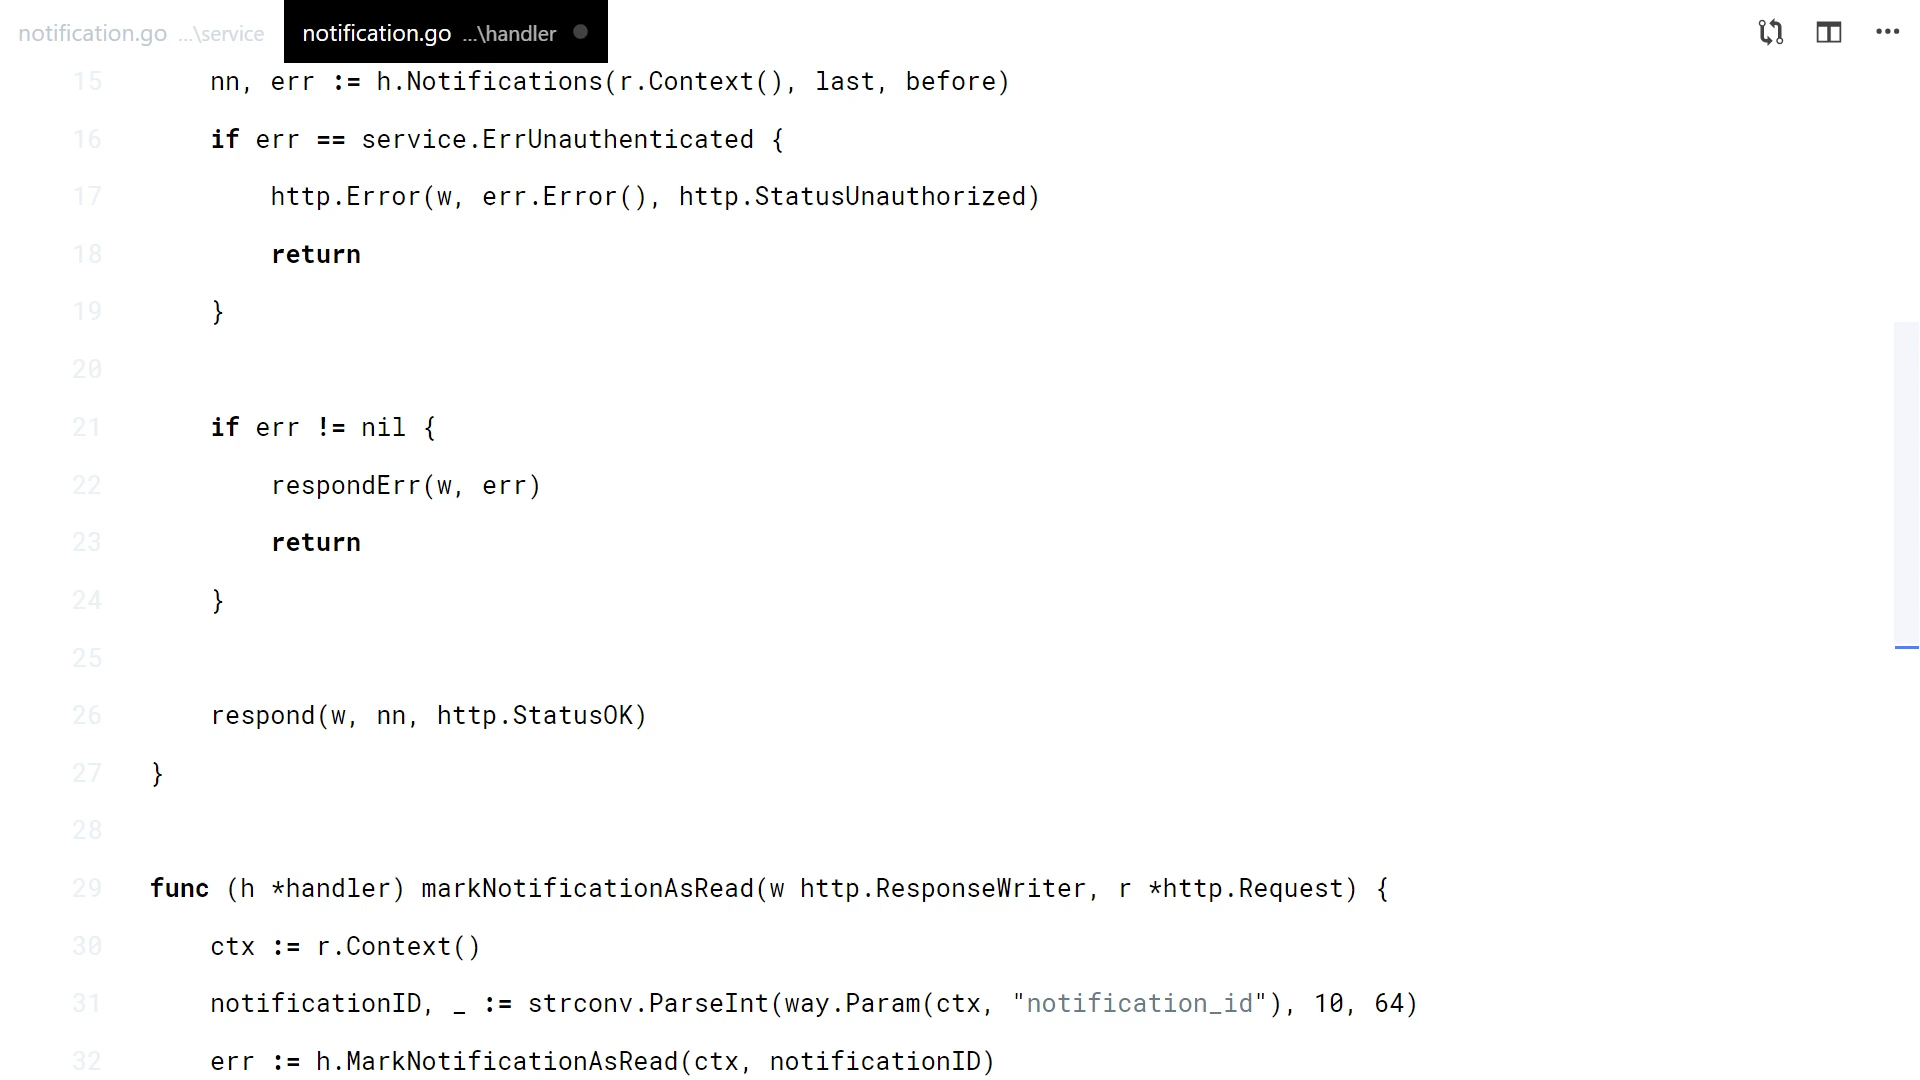 notification.go ...\service notification.go ...\handler
15 nn, err := h.Notifications(r.Context(), last, before)
16 if err == service.ErrUnauthenticated {
17 http.Error(w, err.Error(), http.StatusUnauthorized)
18 return
19 }
20
21 if err != nil {
22 respondErr(w, err)
23 return
24 }
25
26 respond(w, nn, http.StatusOK)
27 }
28
29 func (h *handler) markNotificationAsRead(w http.ResponseWriter, r *http.Request) {
30 ctx := r.Context()
31 notificationID, _ := strconv.ParseInt(way.Param(ctx, "notification_id"), 10, 64)
32 err := h.MarkNotificationAsRead(ctx, notificationID)